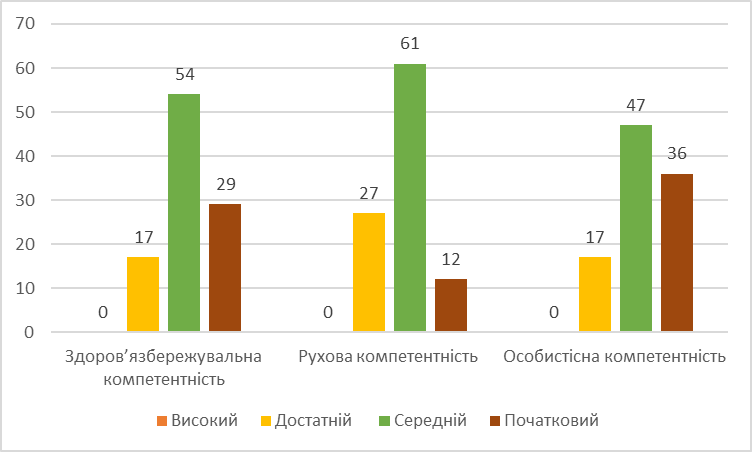 70
60
50
40
30
20
10
0
0 17 54 29
0 27 61 12
0 17 47 36
Здоров’язбережувальна
компетентність
Рухова компетентність
Особистісна компетентність
Високий Достатній Середній Початковий